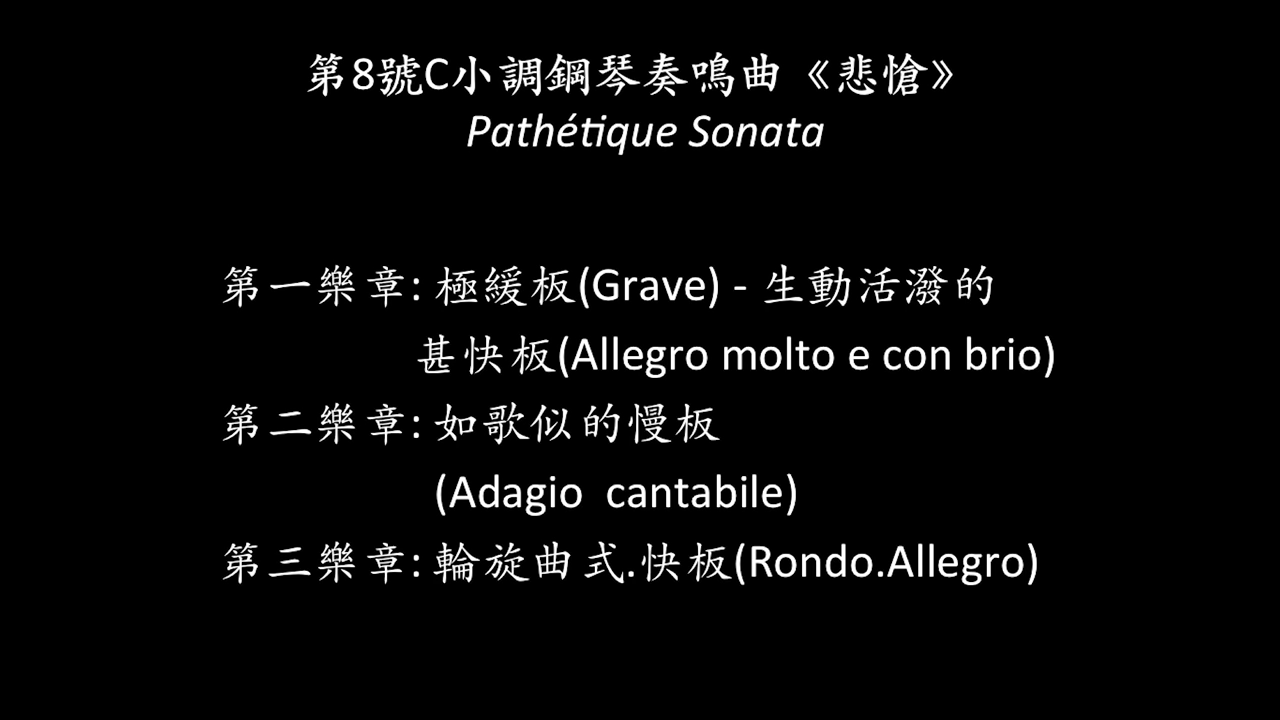 第8號C小調鋼琴奏鳴曲《悲愴》
Pathétique Sonata
第一樂章: 極緩板(Grave) - 生動活潑的
甚快板(Allegro molto e con brio)
第二樂章: 如歌似的慢板
(Adagio cantabile)
第三樂章: 輪旋曲式.快板(Rondo.Allegro)